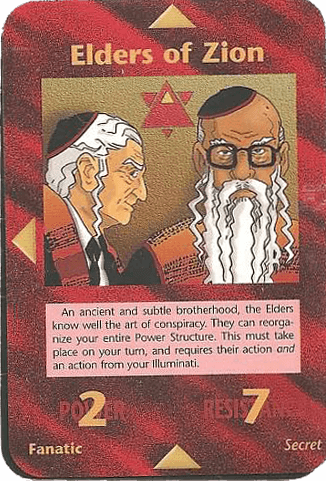 Elders of Zion
An ancient and subtle brotherhood, the Elders
know well the art of conspiracy. They can reorga-
nize your entire Power Structure. This must take
place on your turn, and requires their action and
an action from your Illuminati.
POWER 2 RESISTANCE 7
Fanatic Secret